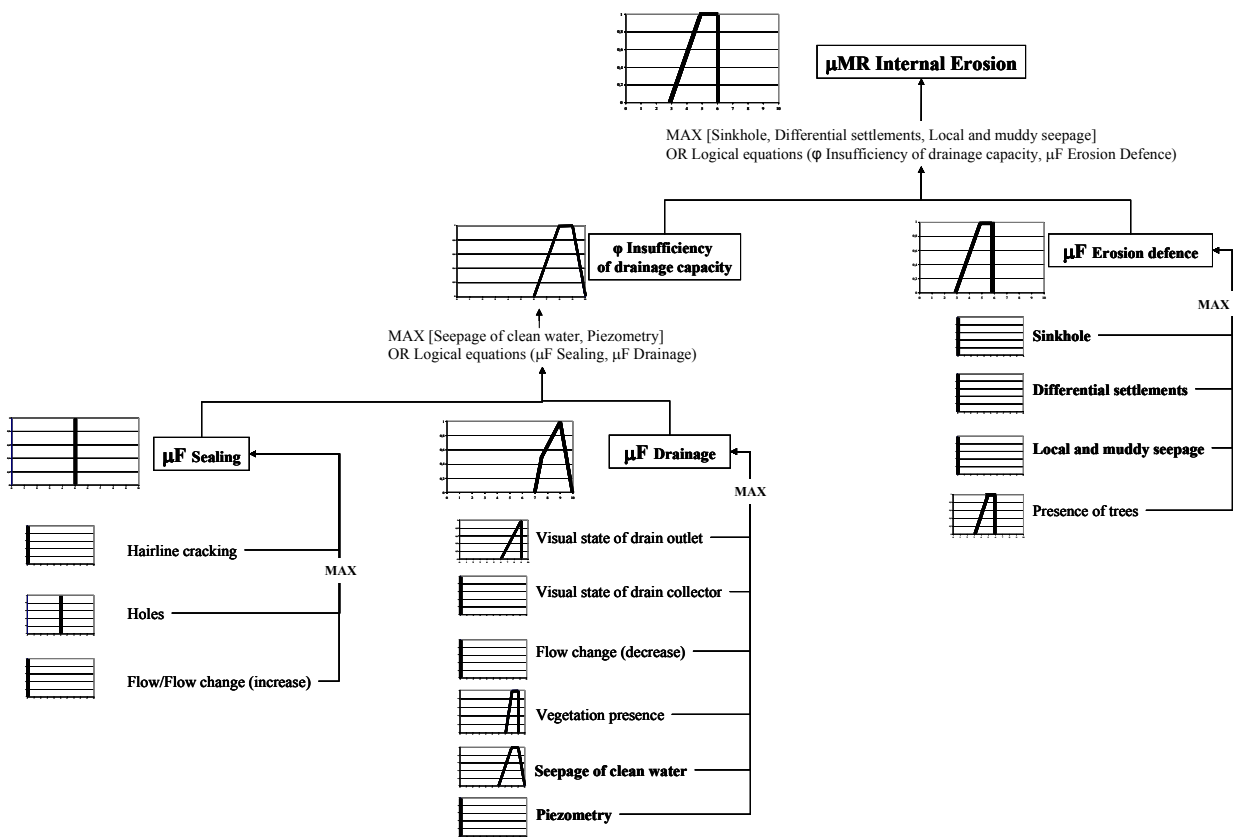 μMR Internal Erosion
MAX [Sinkhole, Differential settlements, Local and muddy seepage]
OR Logical equations (φ Insufficiency of drainage capacity, μF Erosion Defence)
φ Insufficiency
of drainage capacity
μF Erosion defence
MAX
Sinkhole
Differential settlements
Local and muddy seepage
Presence of trees
MAX [Seepage of clean water, Piezometry]
OR Logical equations (μF Sealing, μF Drainage)
μF Sealing
MAX
Hairline cracking
Holes
Flow/Flow change (increase)
μF Drainage
MAX
Visual state of drain outlet
Visual state of drain collector
Flow change (decrease)
Vegetation presence
Seepage of clean water
Piezometry